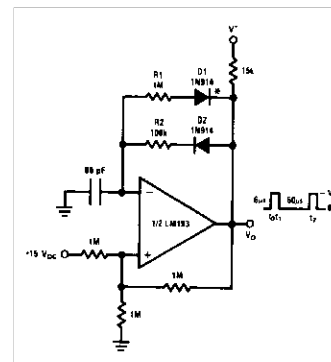 V+
15k
R1
1M
D1
1N914
*
R2
100k
D2
1N914
80 pF
1/2 LM193
-
+
+15 VDC
1M
1M
1M
VO
6μs
60μs
V
t0 t1
t2